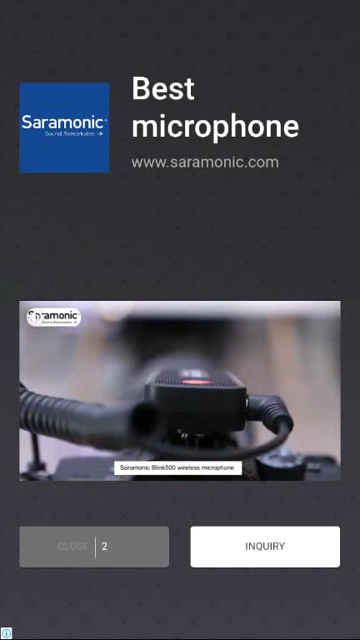 Best
microphone
www.saramonic.com
Saramonic
Sound.Remarkable.
Saramonic
Saramonic Blink500 wireless microphone
CLOSE 2
INQUIRY